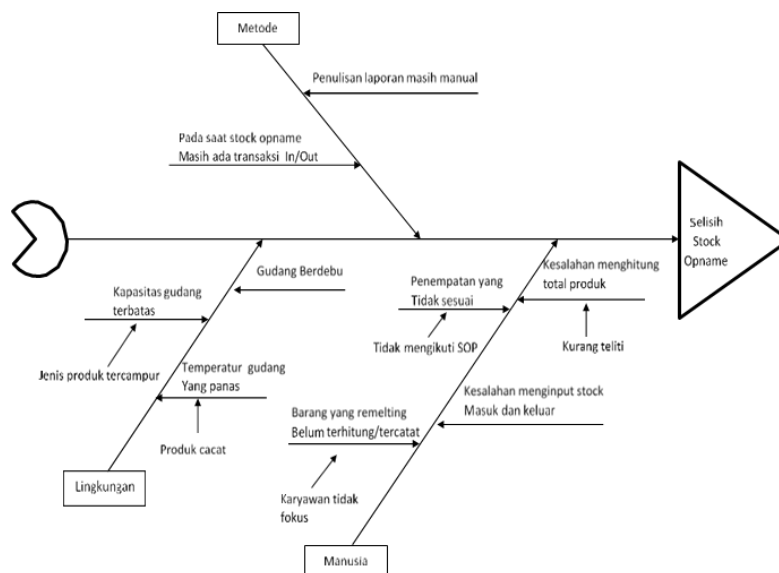 Metode
Penulisan laporan masih manual
Pada saat stock opname
Masih ada transaksi In/Out
Selisih
Stock
Opname
Gudang Berdebu
Kapasitas gudang
terbatas
Jenis produk tercampur
Temperatur gudang
Yang panas
Produk cacat
Lingkungan
Penempatan yang
Tidak sesuai
Tidak mengikuti SOP
Kesalahan menghitung
total produk
Kurang teliti
Kesalahan menginput stock
Masuk dan keluar
Barang yang remelting
Belum terhitung/tercatat
Karyawan tidak
fokus
Manusia